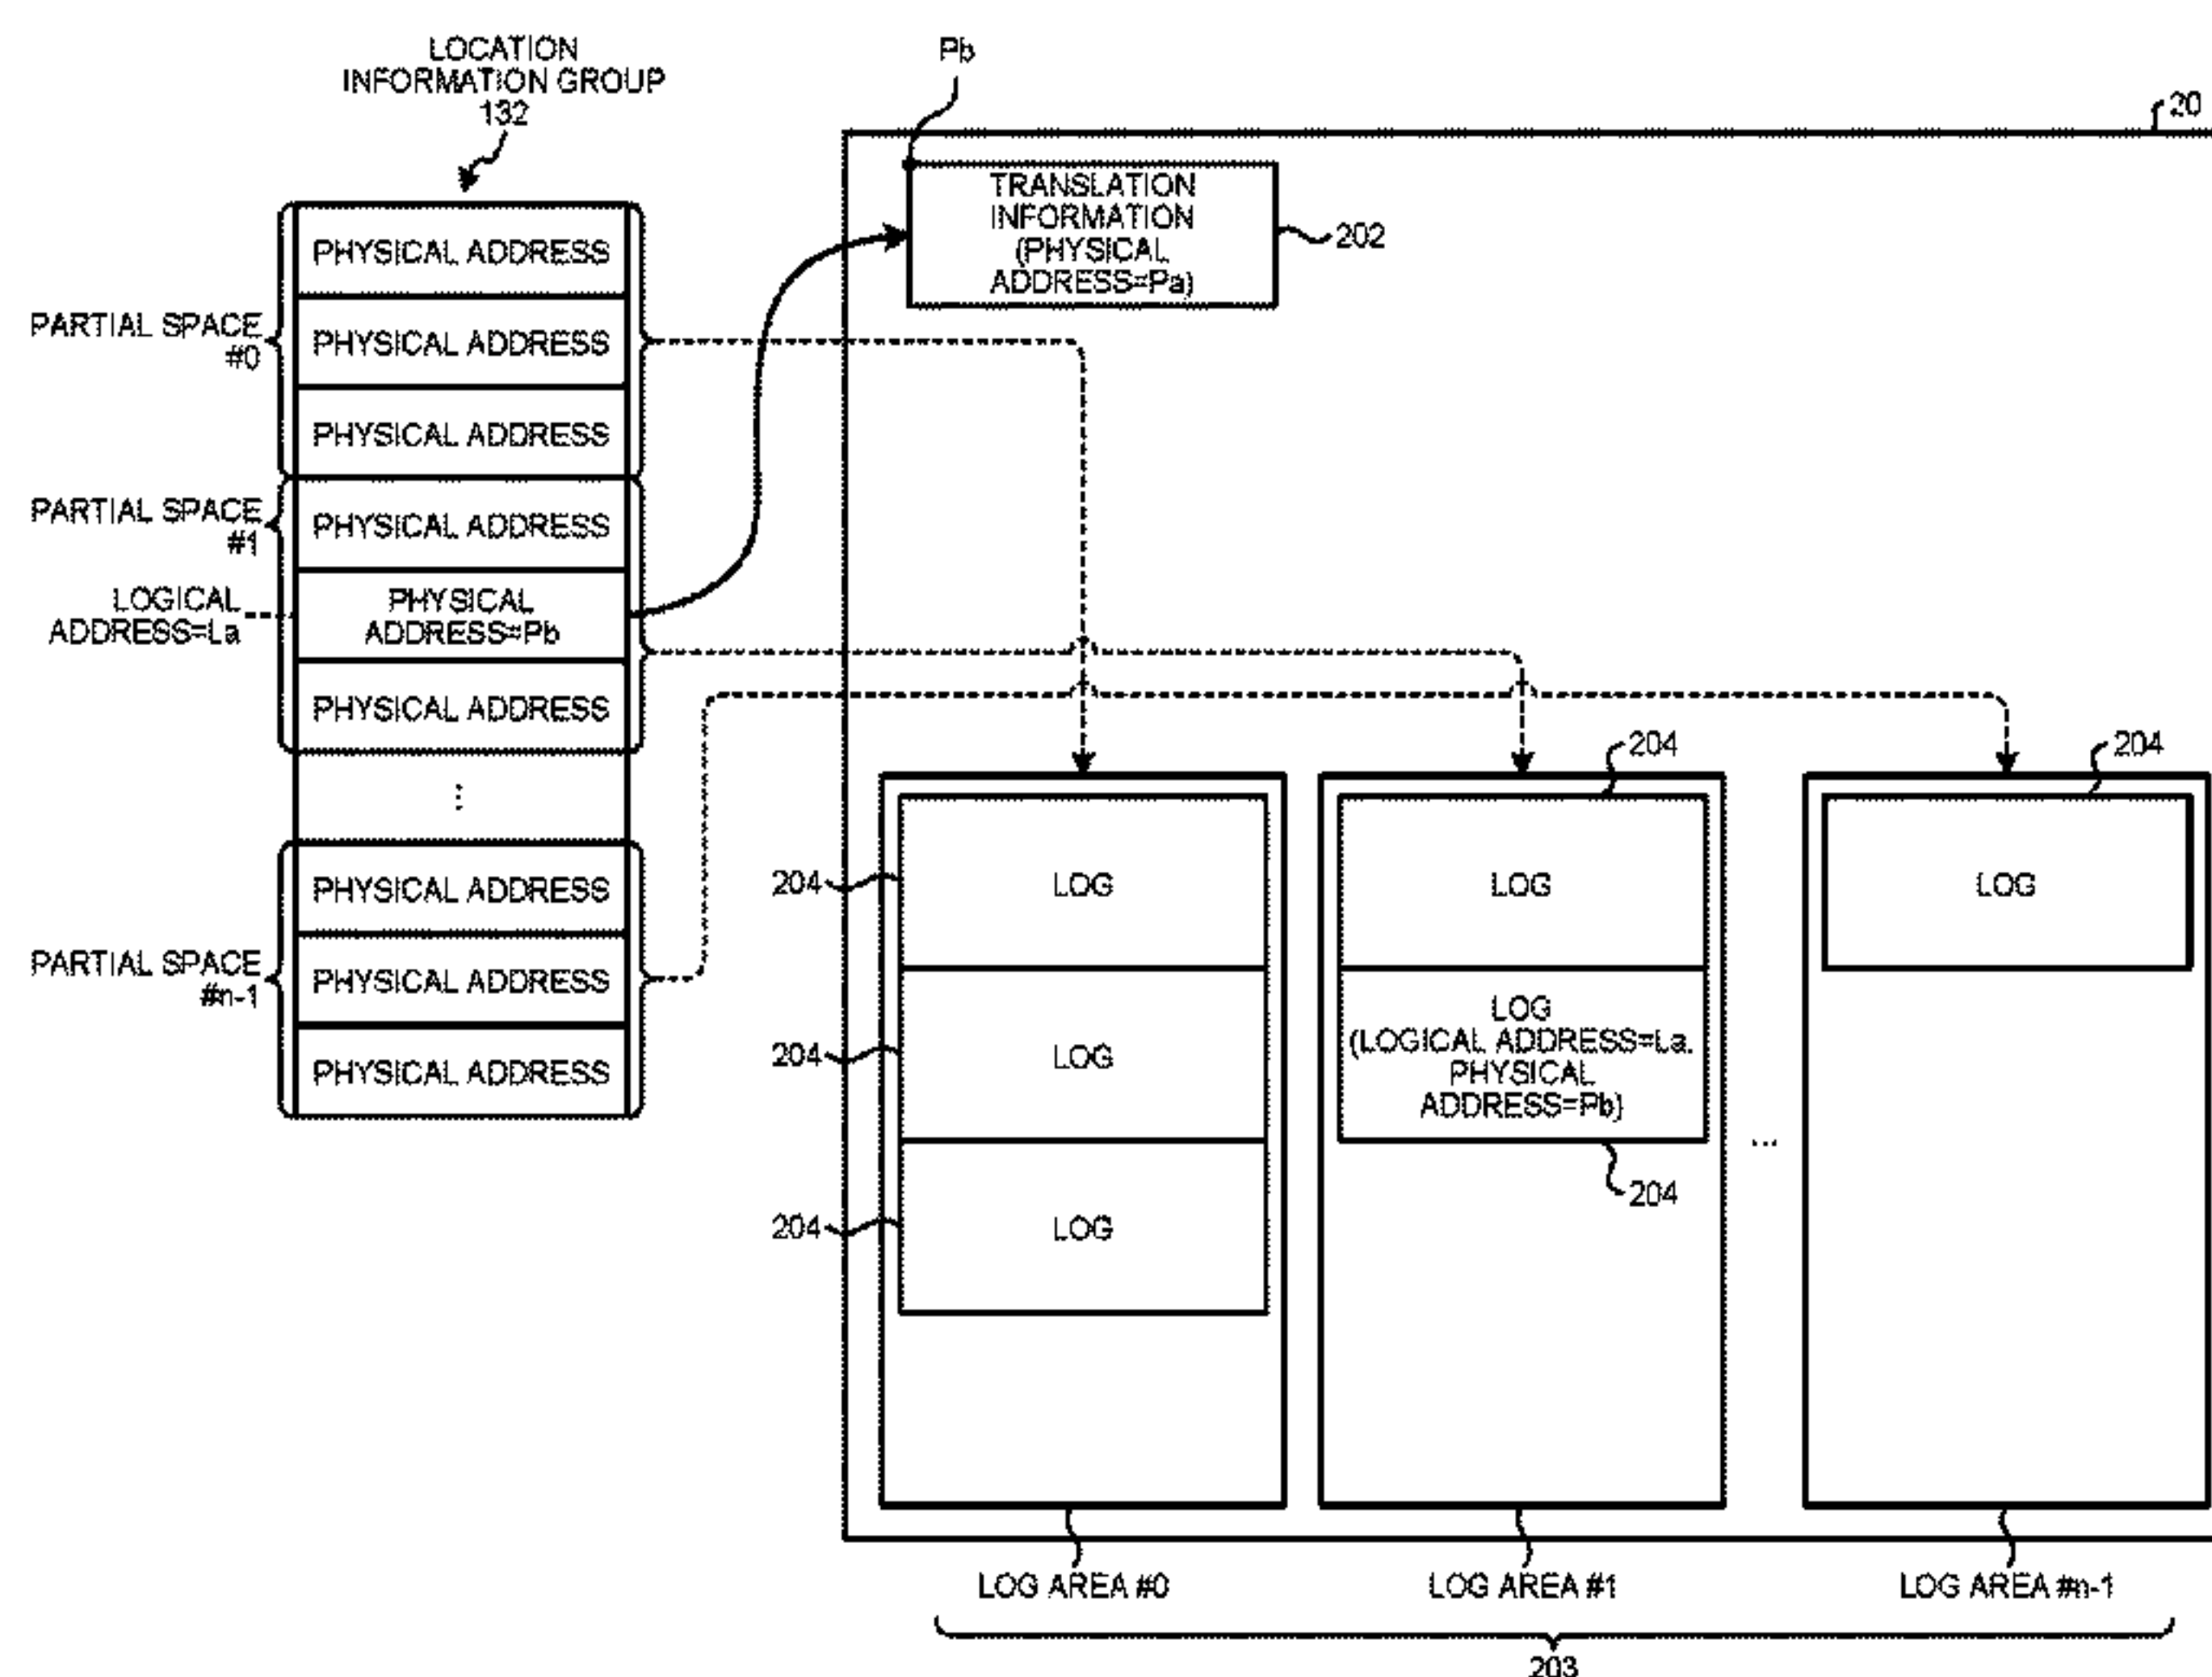 LOCATION
INFORMATION GROUP
132
Pb
20
TRANSLATION
INFORMATION
(PHYSICAL
ADDRESS=Pa)
202
PHYSICAL ADDRESS
PARTIAL SPACE
#0
PHYSICAL ADDRESS
PHYSICAL ADDRESS
PARTIAL SPACE
#1
PHYSICAL ADDRESS
LOGICAL
ADDRESS=La
PHYSICAL
ADDRESS=Pb
PHYSICAL ADDRESS
⋮
PHYSICAL ADDRESS
PARTIAL SPACE
#n-1
PHYSICAL ADDRESS
PHYSICAL ADDRESS
204
LOG
204
LOG
204
LOG
204
LOG
LOG
(LOGICAL ADDRESS=La.
PHYSICAL
ADDRESS=Pb)
204
...
204
LOG
LOG AREA #0
LOG AREA #1
LOG AREA #n-1
203